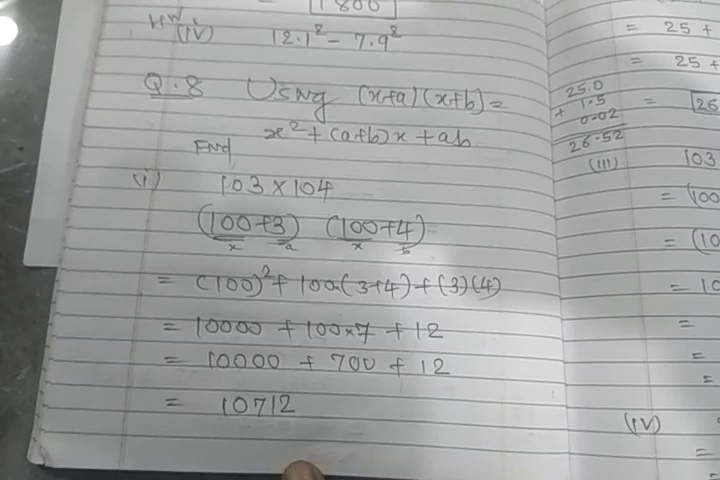 1800
HW
(iv) 12.1² - 7.9²
Q.8 Using (x+a)(x+b) =
x² + (a+b)x + ab
Find
(i) 103 × 104
(100+3) (100+4)
x a x b
= (100)² + 100(3+4) + (3)(4)
= 10000 + 100×7 + 12
= 10000 + 700 + 12
= 10712
= 25 +
= 25 +
25.0
+ 1.5
0.02
26.52
= 26
(III) 103
= (100
= (10
= 10
=
=
=
(IV)
=